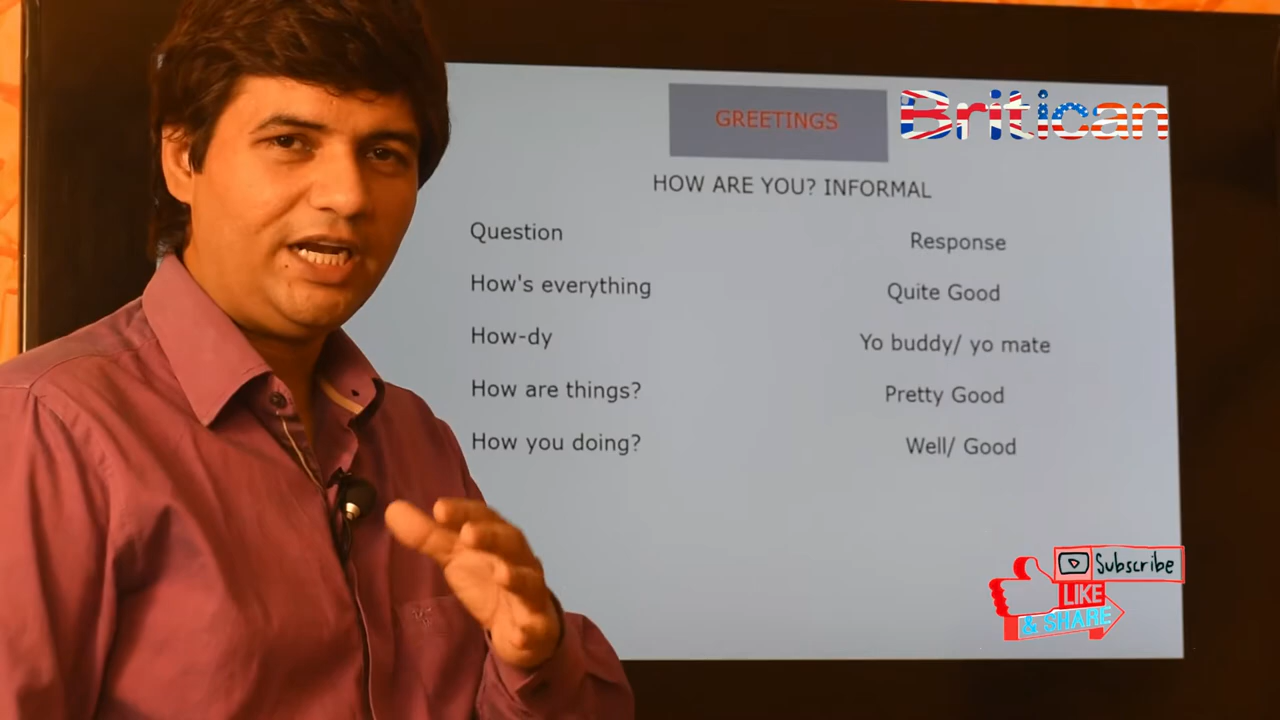 GREETINGS
Britican
HOW ARE YOU? INFORMAL
Question Response
How's everything Quite Good
How-dy Yo buddy/ yo mate
How are things? Pretty Good
How you doing? Well/ Good
Subscribe
LIKE
& SHARE